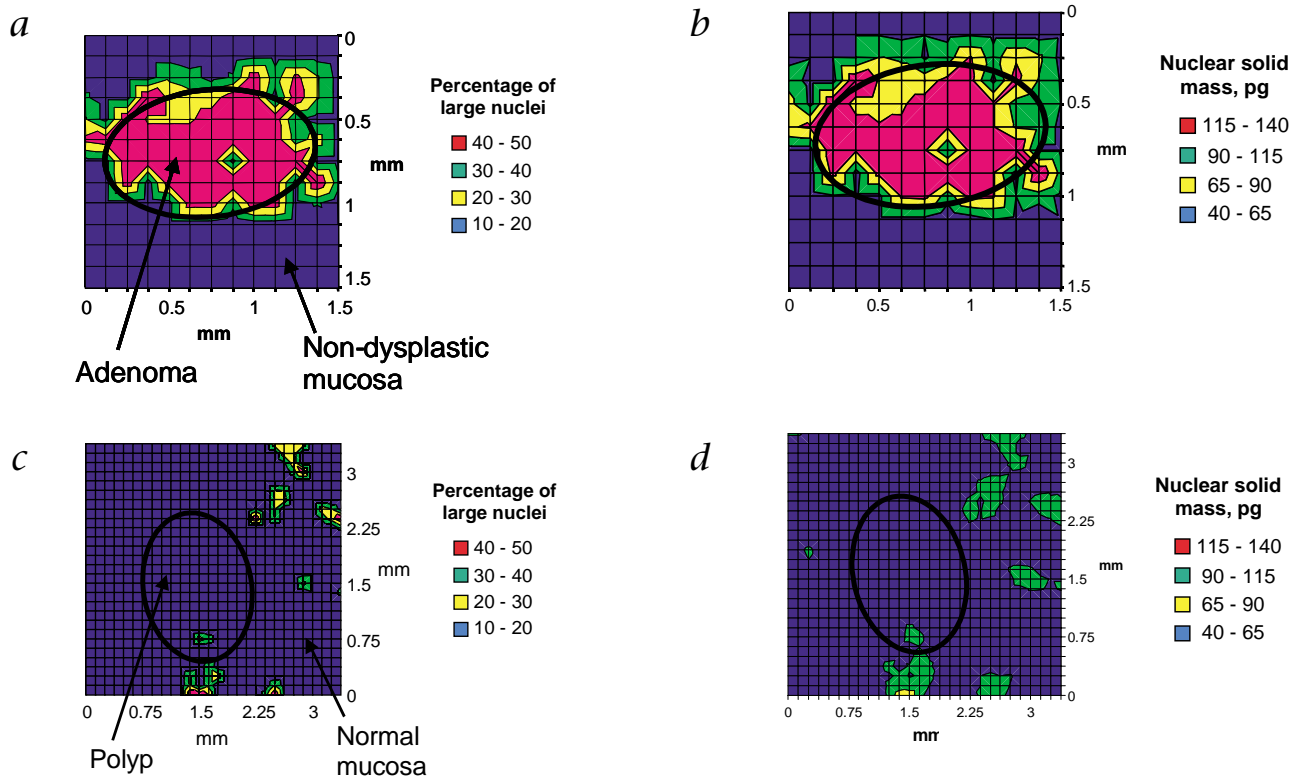 a
0
0.5
mm
1
1.5
0 0.5 1 1.5
mm
Percentage of
large nuclei
40 - 50
30 - 40
20 - 30
10 - 20
Adenoma
Non-dysplastic
mucosa
b
0
0.5
mm
1
1.5
0 0.5 1 1.5
Nuclear solid
mass, pg
115 - 140
90 - 115
65 - 90
40 - 65
c
3
2.25
mm
1.5
0.75
0
0 0.75 1.5 2.25 3
mm
Percentage of
large nuclei
40 - 50
30 - 40
20 - 30
10 - 20
Polyp
Normal
mucosa
d
3
2.25
mm
1.5
0.75
0
0 0.75 1.5 2.25 3
mm
Nuclear solid
mass, pg
115 - 140
90 - 115
65 - 90
40 - 65